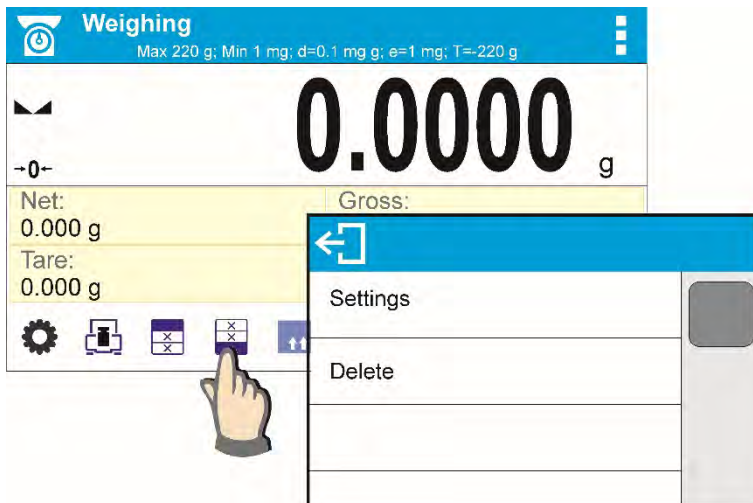 Weighing
Max 220 g; Min 1 mg; d=0.1 mg g; e=1 mg; T=-220 g
0.0000 g
→0←
Net:
0.000 g
Gross:
Tare:
0.000 g
Settings
Delete